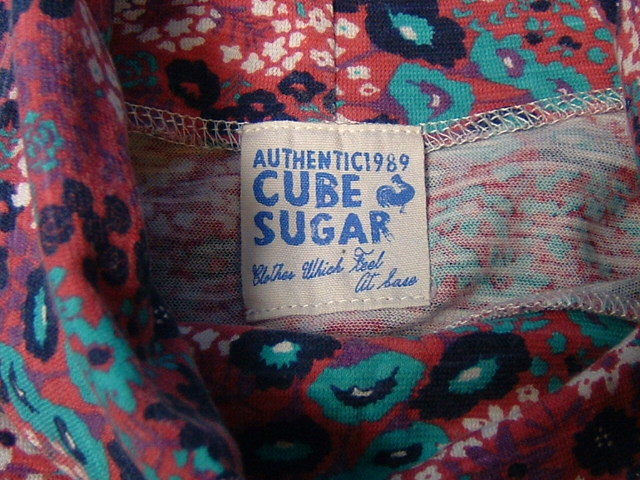 AUTHENTIC1989
CUBE
SUGAR
Clothes Which Feel
At Ease